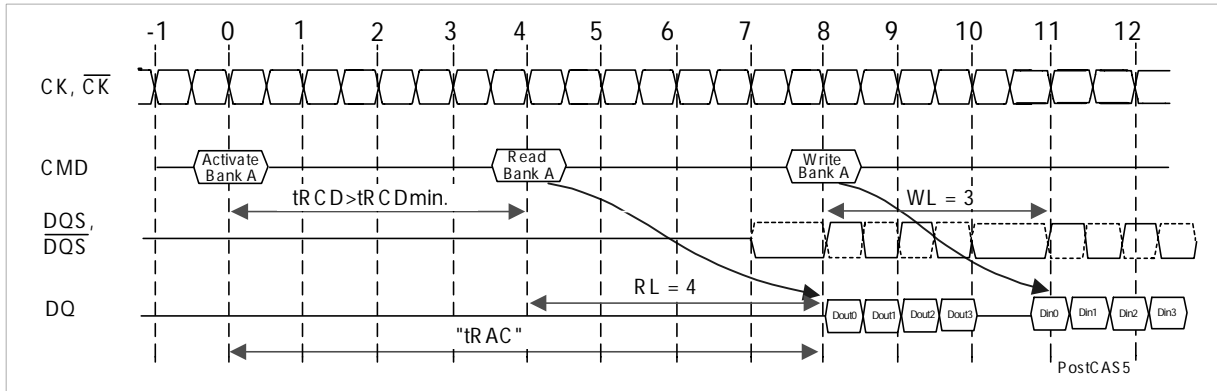 -1 0 1 2 3 4 5 6 7 8 9 10 11 12
CK, CK
CMD
Activate
Bank A
Read
Bank A
Write
Bank A
tRCD>tRCDmin.
WL = 3
DQS,
DQS
RL = 4
DQ
Dout0 Dout1 Dout2 Dout3 Din0 Din1 Din2 Din3
"tRAC"
PostCAS5